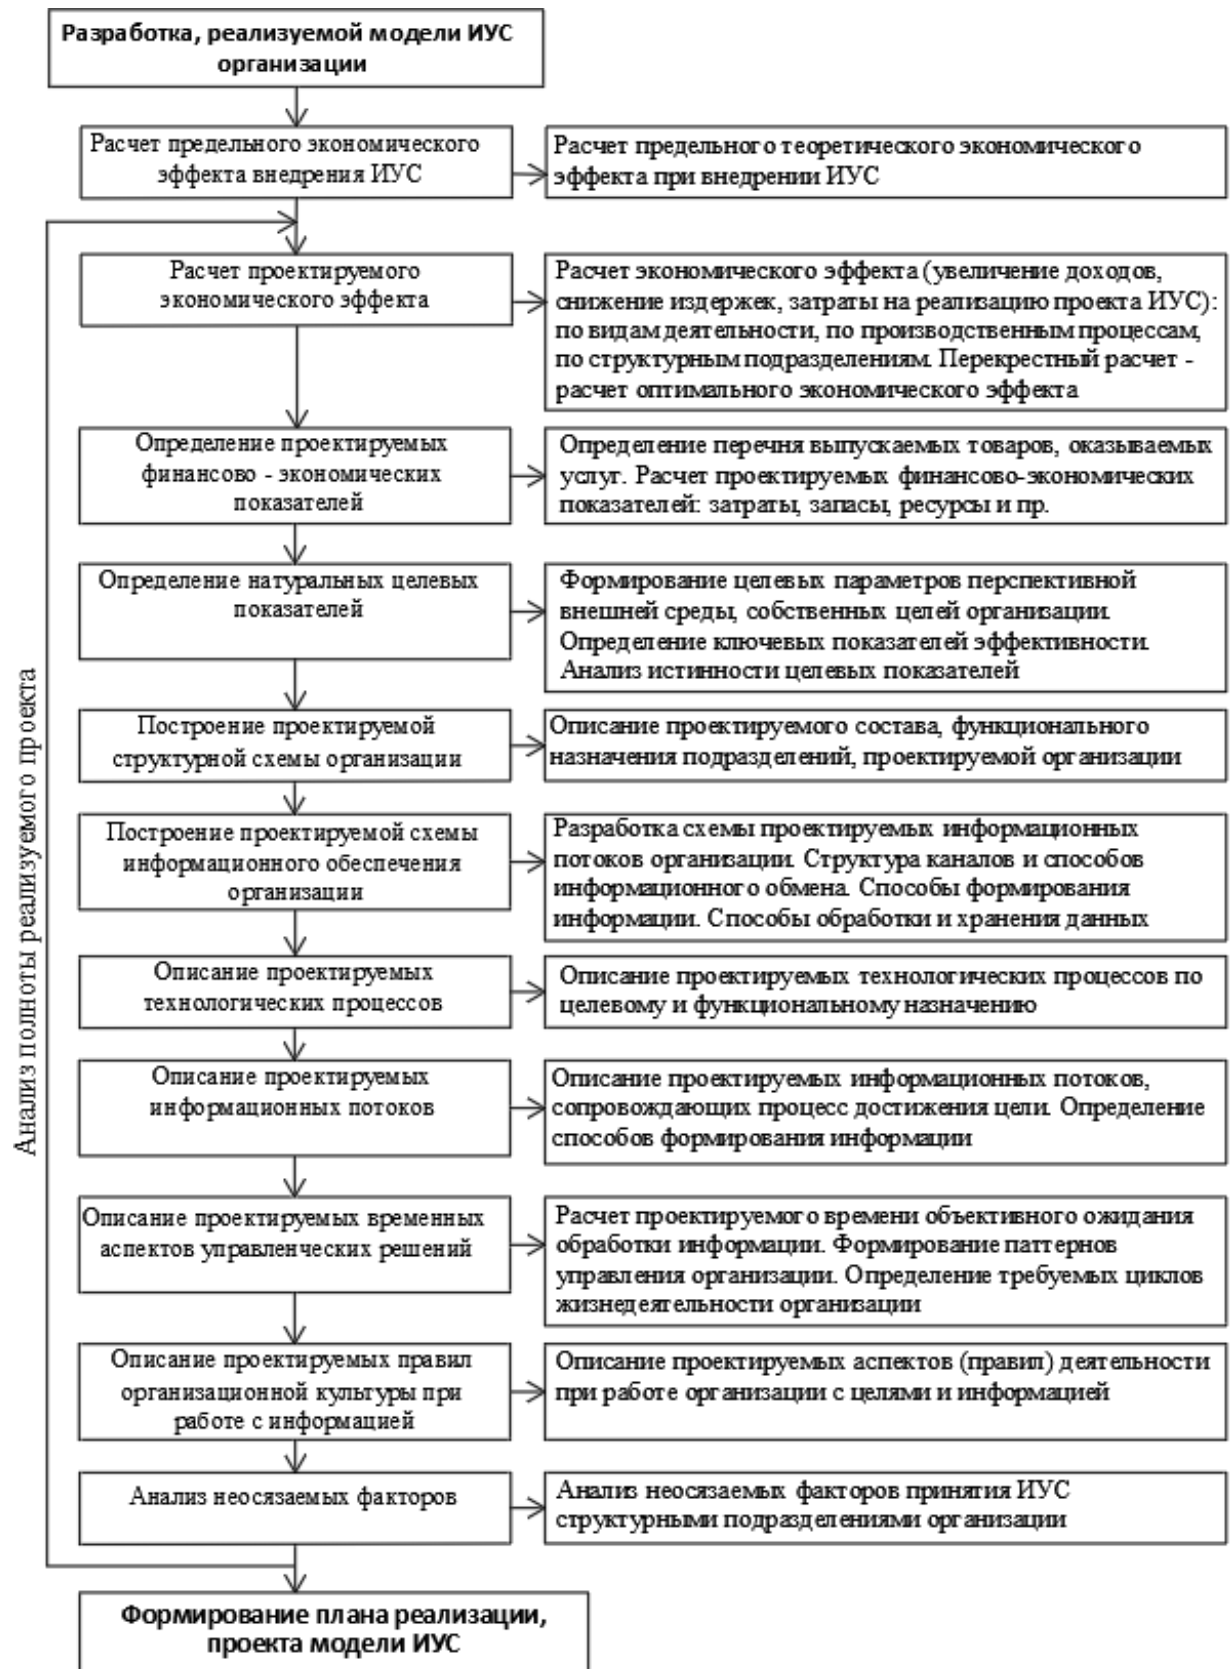 Разработка, реализуемой модели ИУС
организации
Расчет предельного экономического
эффекта внедрения ИУС
Расчет предельного теоретического экономического
эффекта при внедрении ИУС
Расчет проектируемого
экономического эффекта
Расчет экономического эффекта (увеличение доходов,
снижение издержек, затраты на реализацию проекта ИУС):
по видам деятельности, по производственным процессам,
по структурным подразделениям. Перекрестный расчет -
расчет оптимального экономического эффекта
Определение проектируемых
финансово - экономических
показателей
Определение перечня выпускаемых товаров, оказываемых
услуг. Расчет проектируемых финансово-экономических
показателей: затраты, запасы, ресурсы и пр.
Определение натуральных целевых
показателей
Формирование целевых параметров перспективной
внешней среды, собственных целей организации.
Определение ключевых показателей эффективности.
Анализ истинности целевых показателей
Построение проектируемой
структурной схемы организации
Описание проектируемого состава, функционального
назначения подразделений, проектируемой организации
Построение проектируемой схемы
информационного обеспечения
организации
Разработка схемы проектируемых информационных
потоков организации. Структура каналов и способов
информационного обмена. Способы формирования
информации. Способы обработки и хранения данных
Описание проектируемых
технологических процессов
Описание проектируемых технологических процессов по
целевому и функциональному назначению
Описание проектируемых
информационных потоков
Описание проектируемых информационных потоков,
сопровождающих процесс достижения цели. Определение
способов формирования информации
Описание проектируемых временных
аспектов управленческих решений
Расчет проектируемого времени объективного ожидания
обработки информации. Формирование паттернов
управления организации. Определение требуемых циклов
жизнедеятельности организации
Описание проектируемых правил
организационной культуры при
работе с информацией
Описание проектируемых аспектов (правил) деятельности
при работе организации с целями и информацией
Анализ неосязаемых факторов
Анализ неосязаемых факторов принятия ИУС
структурными подразделениями организации
Анализ полноты реализуемого проекта
Формирование плана реализации,
проекта модели ИУС